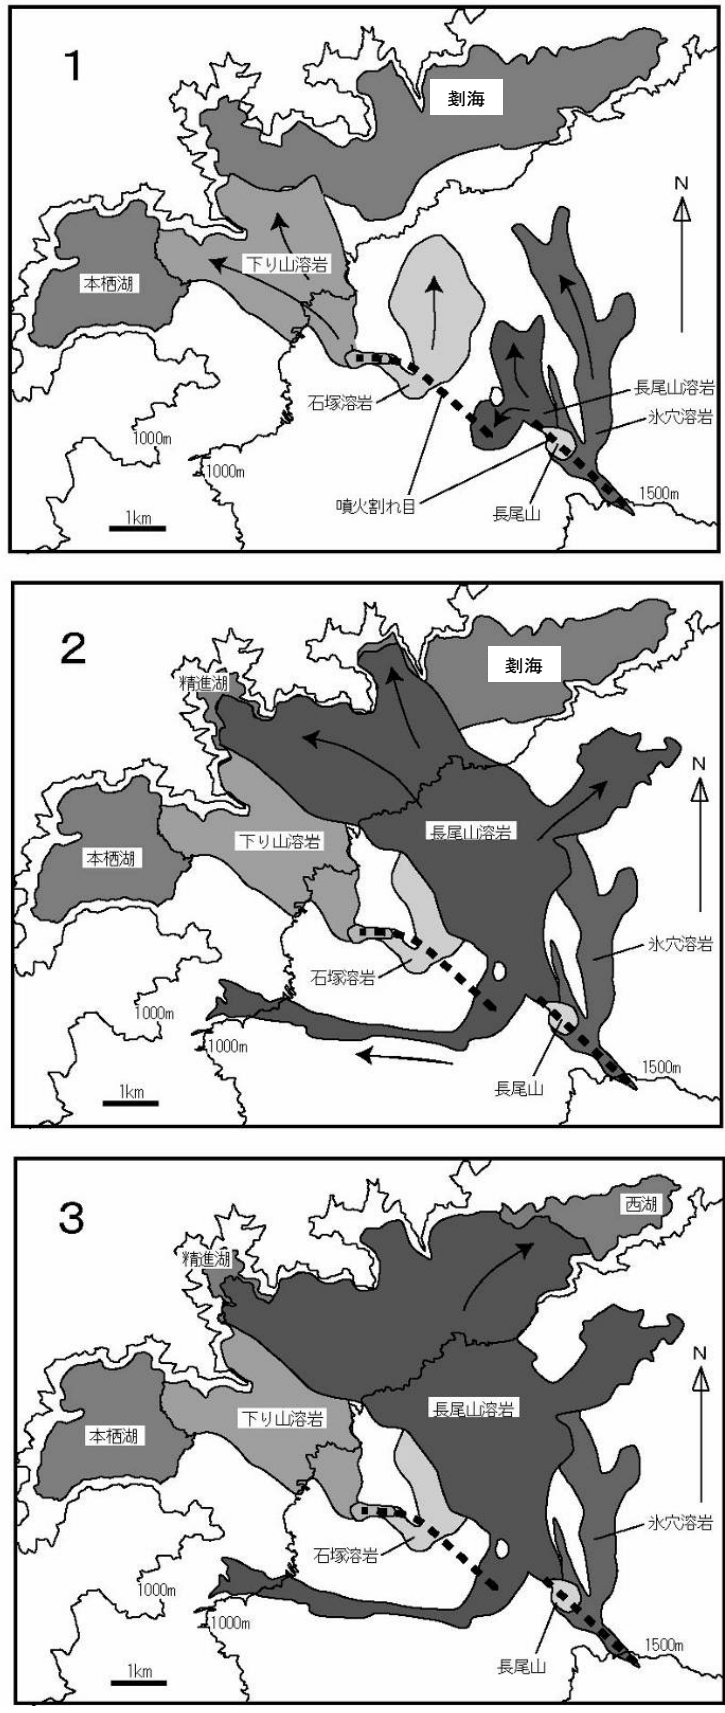 1
剗海
N
本栖湖
下り山溶岩
石塚溶岩
長尾山溶岩
氷穴溶岩
1000m
1000m
噴火割れ目
長尾山
1500m
1km
2
精進湖
剗海
N
本栖湖
下り山溶岩
長尾山溶岩
氷穴溶岩
石塚溶岩
1000m
1000m
長尾山
1500m
1km
3
西湖
精進湖
N
本栖湖
下り山溶岩
長尾山溶岩
氷穴溶岩
石塚溶岩
1000m
1000m
長尾山
1500m
1km